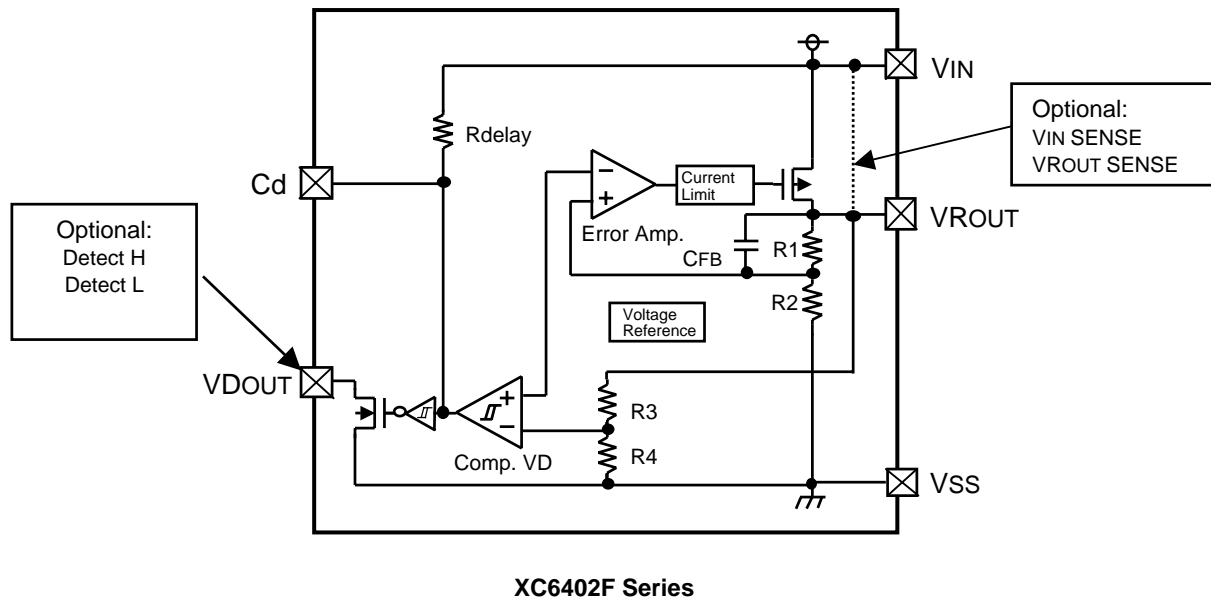 VIN
Optional:
VIN SENSE
VROUT SENSE
Rdelay
Cd
−
+
Current
Limit
Error Amp.
VROUT
Optional:
Detect H
Detect L
CFB
R1
R2
Voltage
Reference
VDOUT
+
−
R3
R4
Comp. VD
VSS
XC6402F Series